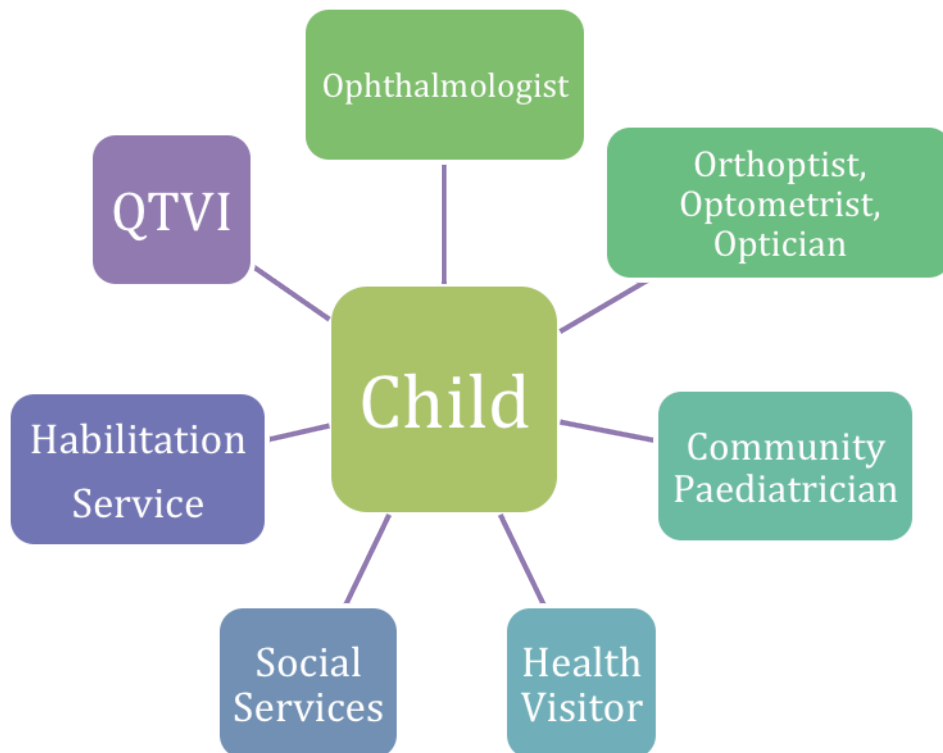 Ophthalmologist
Orthoptist,
Optometrist,
Optician
QTVI
Child
Habilitation
Service
Community
Paediatrician
Social
Services
Health
Visitor